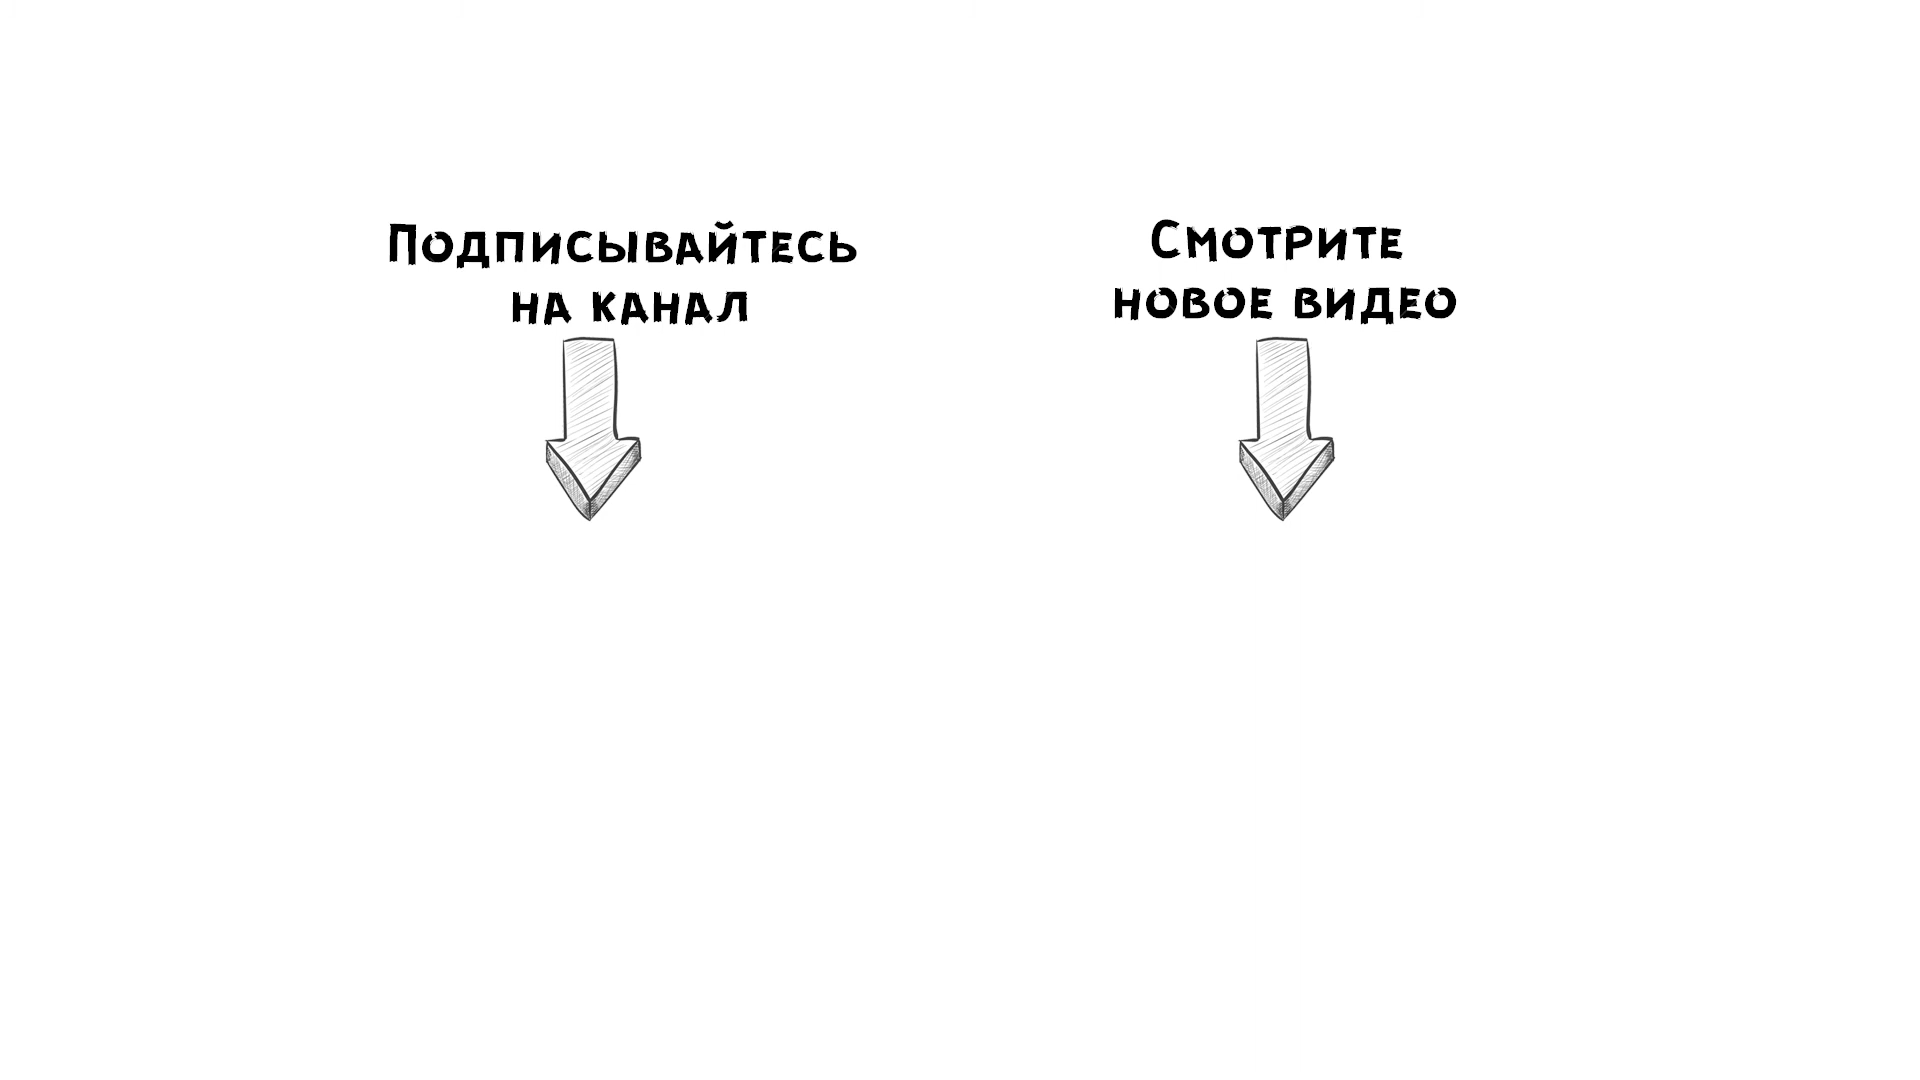 Подписывайтесь
на канал
Смотрите
новое видео